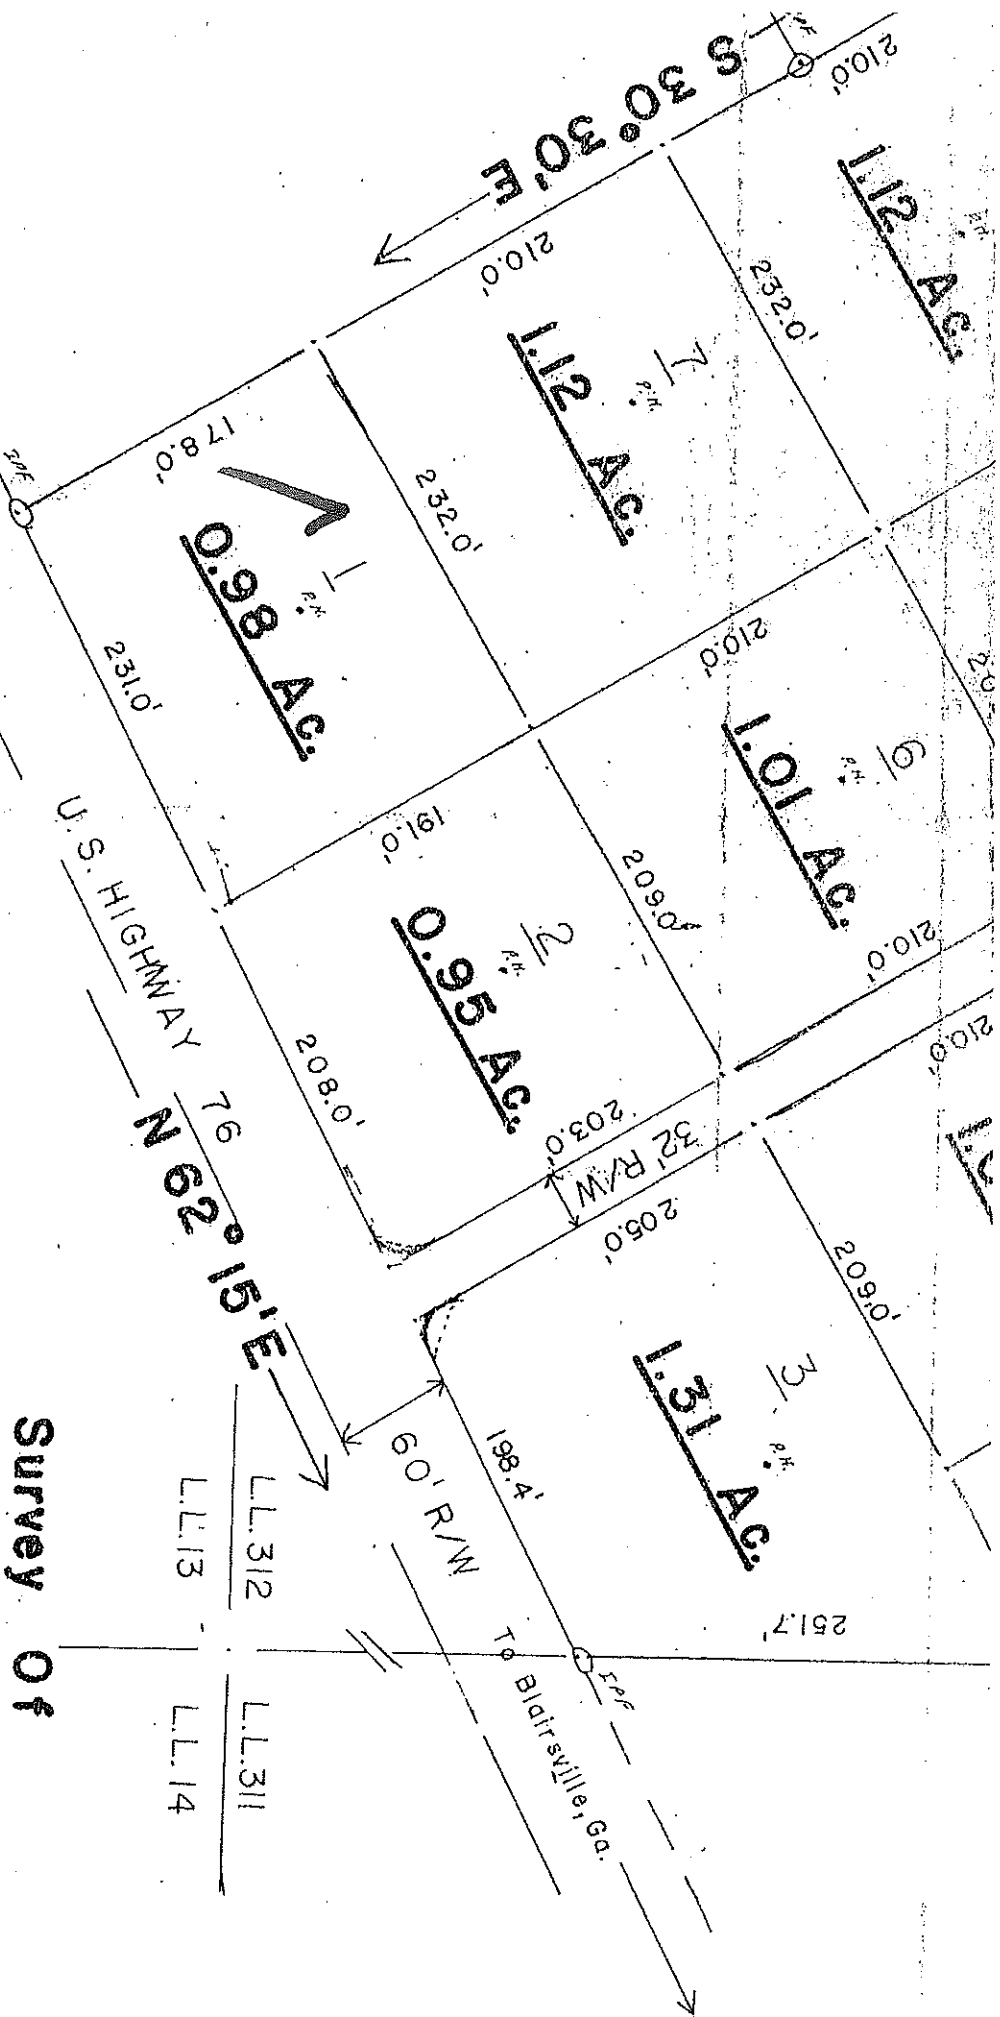 IPF
210.0'
S 30° 30' E
1.12 Ac.
P.H.
232.0'
210.0'
7
P.H.
1.12 Ac.
232.0'
178.0'
1
P.H.
0.98 Ac.
IPF
231.0'
210.0'
6
P.H.
1.01 Ac.
209.0'
210.0'
191.0'
2
P.H.
0.95 Ac.
208.0'
203.0'
32' R/W
210.0'
205.0'
209.0'
3
P.H.
1.31 Ac.
198.4'
251.7'
IPF
U.S. HIGHWAY 76
N 62° 15' E
60' R/W
To Blairsville, Ga.
L.L. 312
L.L. 311
L.L. 13
L.L. 14
Survey Of